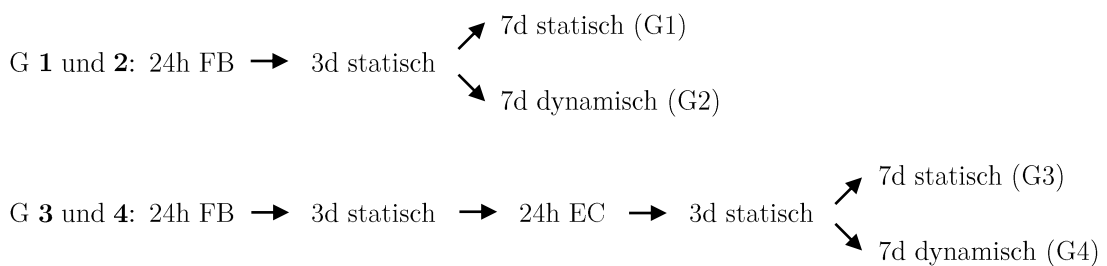 7d statisch (G1)
G 1 und 2: 24h FB → 3d statisch
7d dynamisch (G2)
7d statisch (G3)
G 3 und 4: 24h FB → 3d statisch → 24h EC → 3d statisch
7d dynamisch (G4)